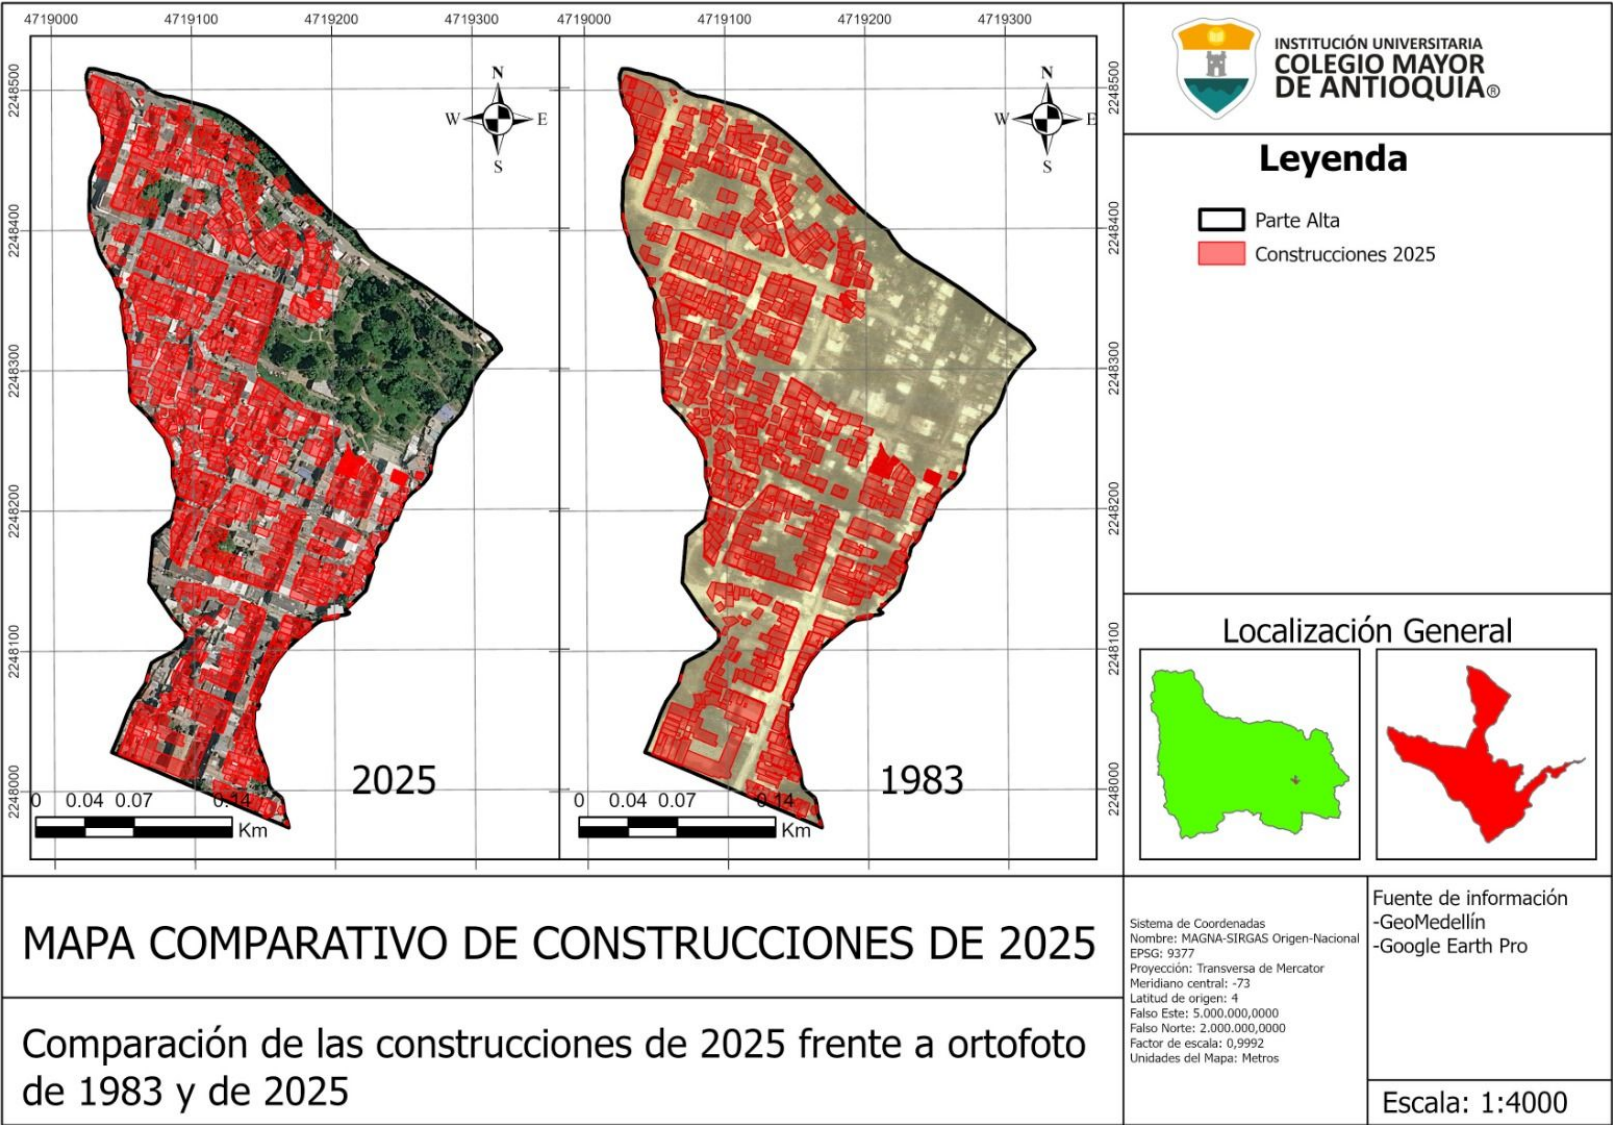 4719000 4719100 4719200 4719300
4719000 4719100 4719200 4719300
2248500
2248400
2248300
2248200
2248100
2248000
N
W E
S
2025
0 0.04 0.07 0.14
Km
N
W E
S
1983
0 0.04 0.07 0.14
Km
2248500
2248400
2248300
2248200
2248100
2248000
INSTITUCIÓN UNIVERSITARIA
COLEGIO MAYOR
DE ANTIOQUIA®
Leyenda
Parte Alta
Construcciones 2025
Localización General
MAPA COMPARATIVO DE CONSTRUCCIONES DE 2025
Comparación de las construcciones de 2025 frente a ortofoto
de 1983 y de 2025
Sistema de Coordenadas
Nombre: MAGNA-SIRGAS Origen-Nacional
EPSG: 9377
Proyección: Transversa de Mercator
Meridiano central: -73
Latitud de origen: 4
Falso Este: 5.000.000,0000
Falso Norte: 2.000.000,0000
Factor de escala: 0,9992
Unidades del Mapa: Metros
Fuente de información
-GeoMedellín
-Google Earth Pro
Escala: 1:4000